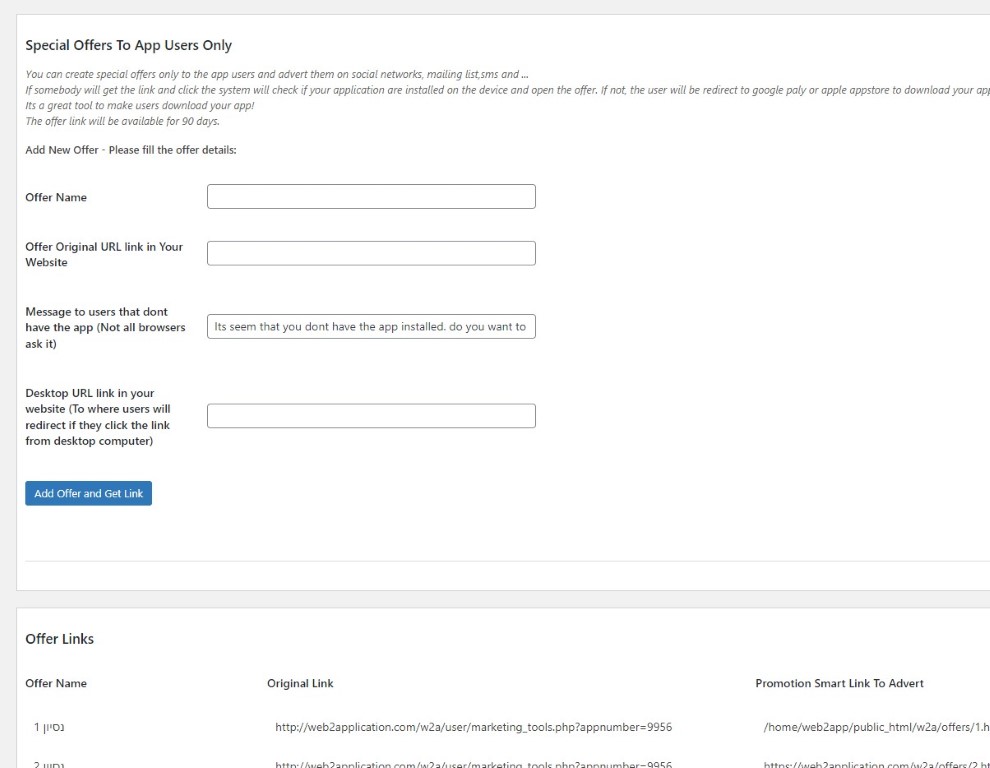 Special Offers To App Users Only
You can create special offers only to the app users and advert them on social networks, mailing list,sms and ...
If somebody will get the link and click the system will check if your application are installed on the device and open the offer. If not, the user will be redirect to google paly or apple appstore to download your app
Its a great tool to make users download your app!
The offer link will be available for 90 days.
Add New Offer - Please fill the offer details:
Offer Name
Offer Original URL link in Your
Website
Message to users that dont
have the app (Not all browsers
ask it)
Its seem that you dont have the app installed. do you want to
Desktop URL link in your
website (To where users will
redirect if they click the link
from desktop computer)
Add Offer and Get Link
Offer Links
Offer Name Original Link Promotion Smart Link To Advert
נסיון 1 http://web2application.com/w2a/user/marketing_tools.php?appnumber=9956 /home/web2app/public_html/w2a/offers/1.h
נסיון 2 http://web2application.com/w2a/user/marketing_tools.php?appnumber=9956 https://web2application.com/w2a/offers/2.ht